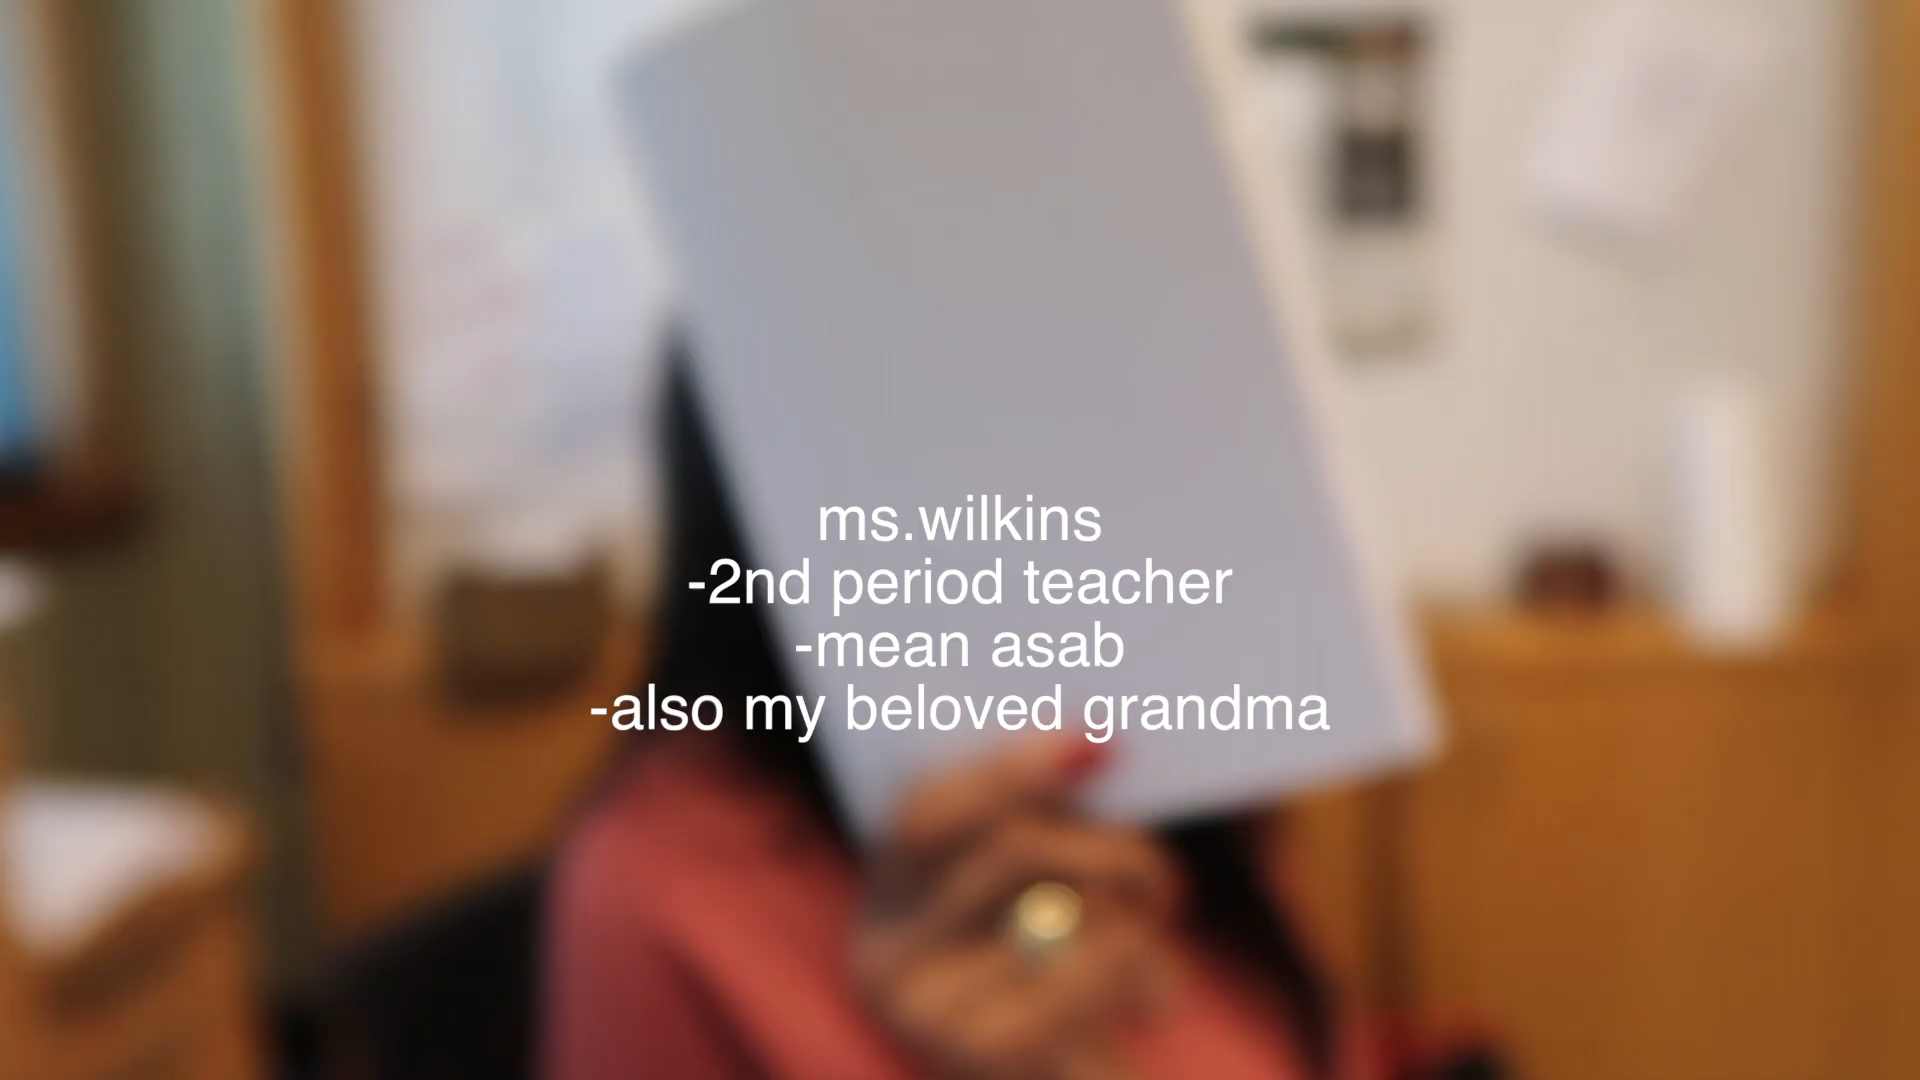 ms.wilkins
-2nd period teacher
-mean asab
-also my beloved grandma